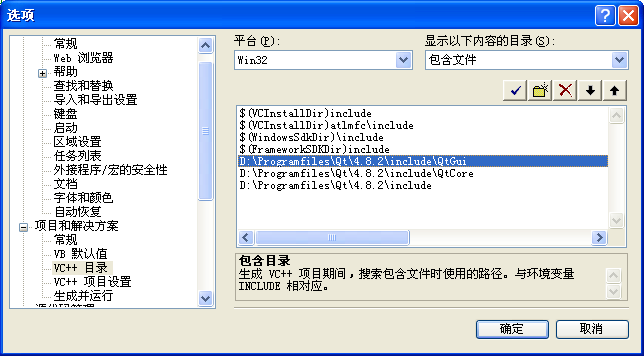 选项
常规
Web 浏览器
帮助
查找和替换
导入和导出设置
键盘
启动
区域设置
任务列表
外接程序/宏的安全性
文档
字体和颜色
自动恢复
项目和解决方案
常规
VB 默认值
VC++ 目录
VC++ 项目设置
生成并运行
平台(P):
显示以下内容的目录(S):
Win32
包含文件
$(VCInstallDir)include
$(VCInstallDir)atlmfc\include
$(WindowsSdkDir)\include
$(FrameworkSDKDir)include
D:\Programfiles\Qt\4.8.2\include\QtGui
D:\Programfiles\Qt\4.8.2\include\QtCore
D:\Programfiles\Qt\4.8.2\include
包含目录
生成 VC++ 项目期间，搜索包含文件时使用的路径。与环境变量
INCLUDE 相对应。
确定
取消